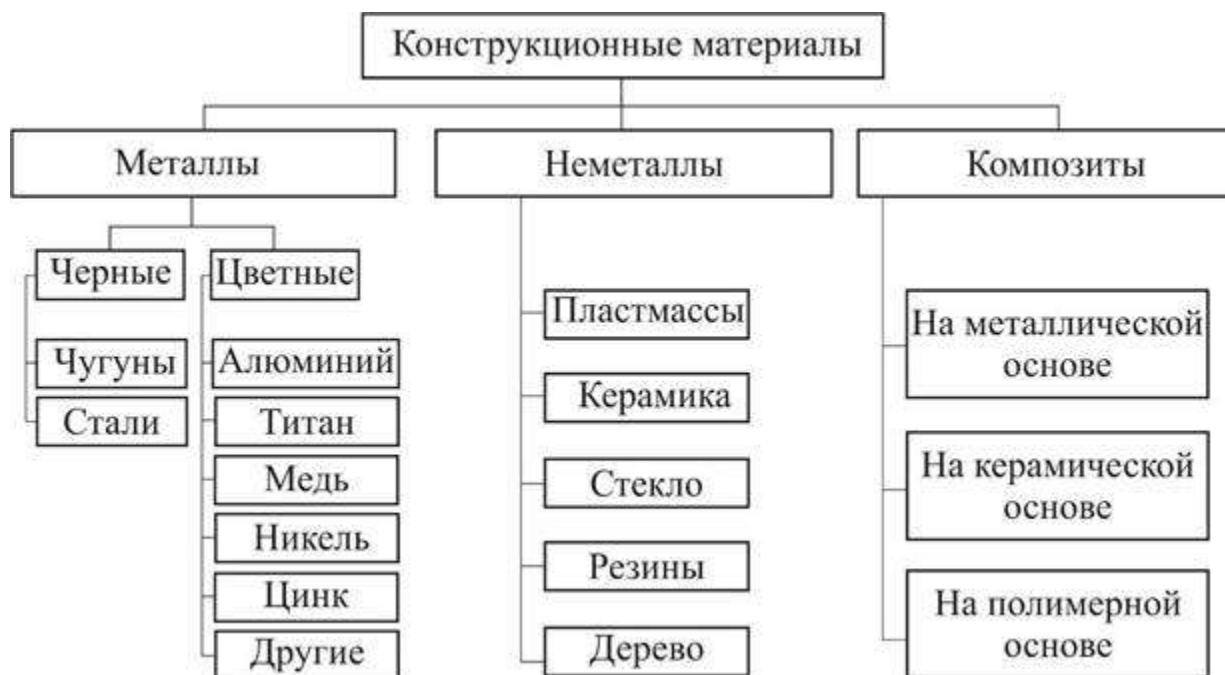 Конструкционные материалы
Металлы
Неметаллы
Композиты
Черные
Цветные
Чугуны
Стали
Алюминий
Титан
Медь
Никель
Цинк
Другие
Пластмассы
Керамика
Стекло
Резины
Дерево
На металлической
основе
На керамической
основе
На полимерной
основе